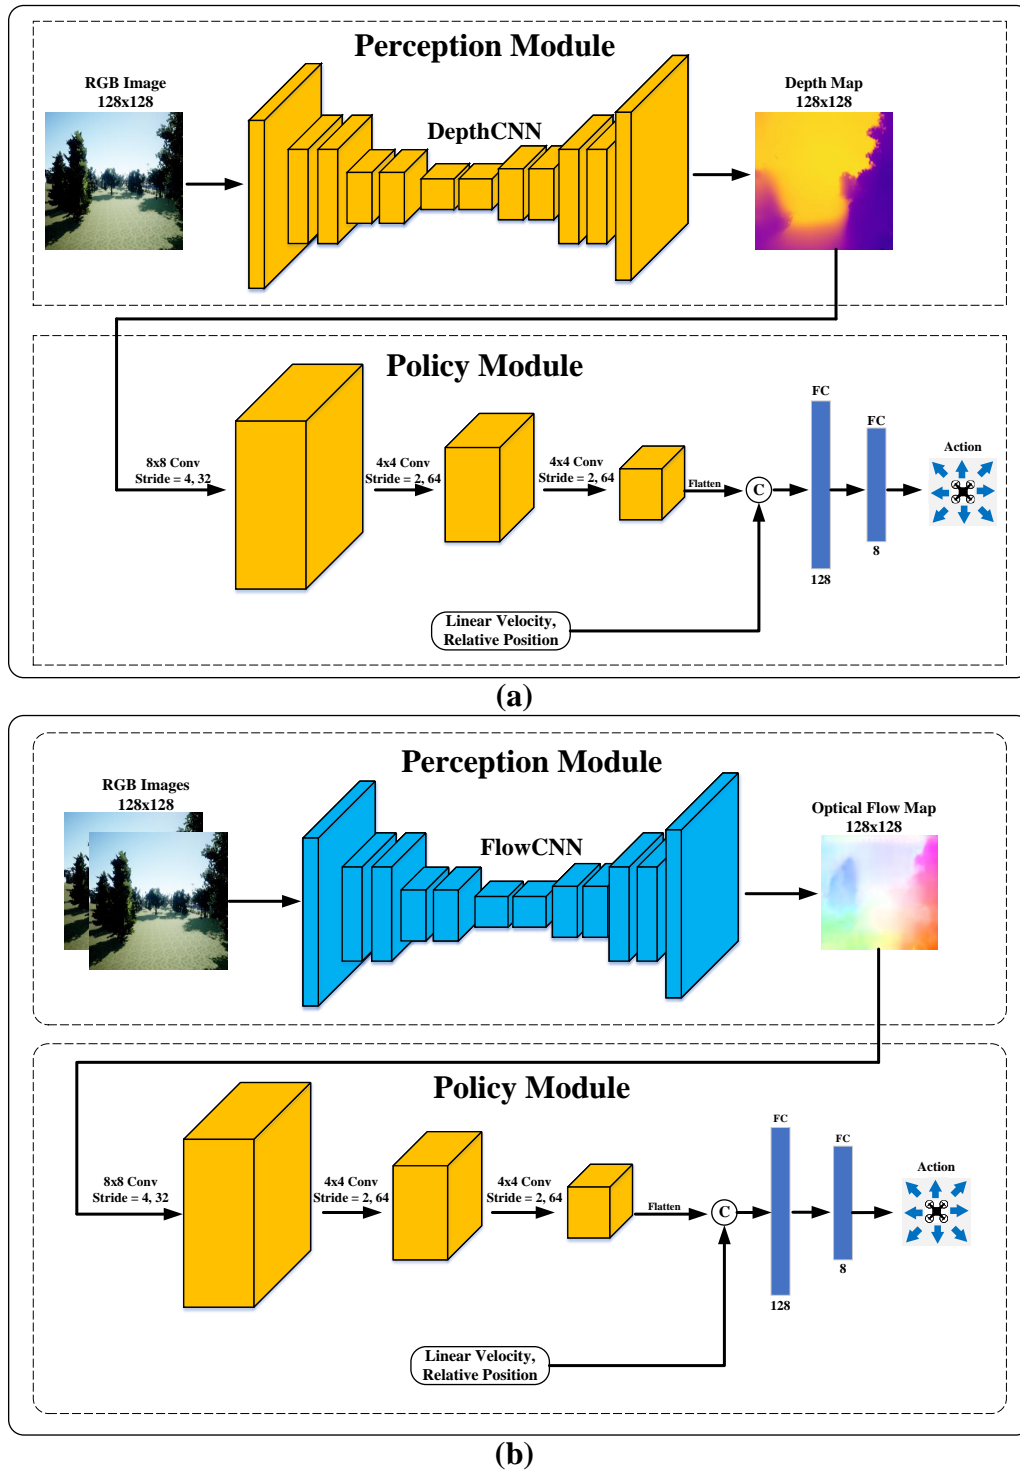 Perception Module
RGB Image
128x128
DepthCNN
Depth Map
128x128
Policy Module
8x8 Conv
Stride = 4, 32
4x4 Conv
Stride = 2, 64
4x4 Conv
Stride = 2, 64
Flatten
C
FC
128
FC
8
Action
Linear Velocity,
Relative Position
(a)
Perception Module
RGB Images
128x128
FlowCNN
Optical Flow Map
128x128
Policy Module
8x8 Conv
Stride = 4, 32
4x4 Conv
Stride = 2, 64
4x4 Conv
Stride = 2, 64
Flatten
C
FC
128
FC
8
Action
Linear Velocity,
Relative Position
(b)